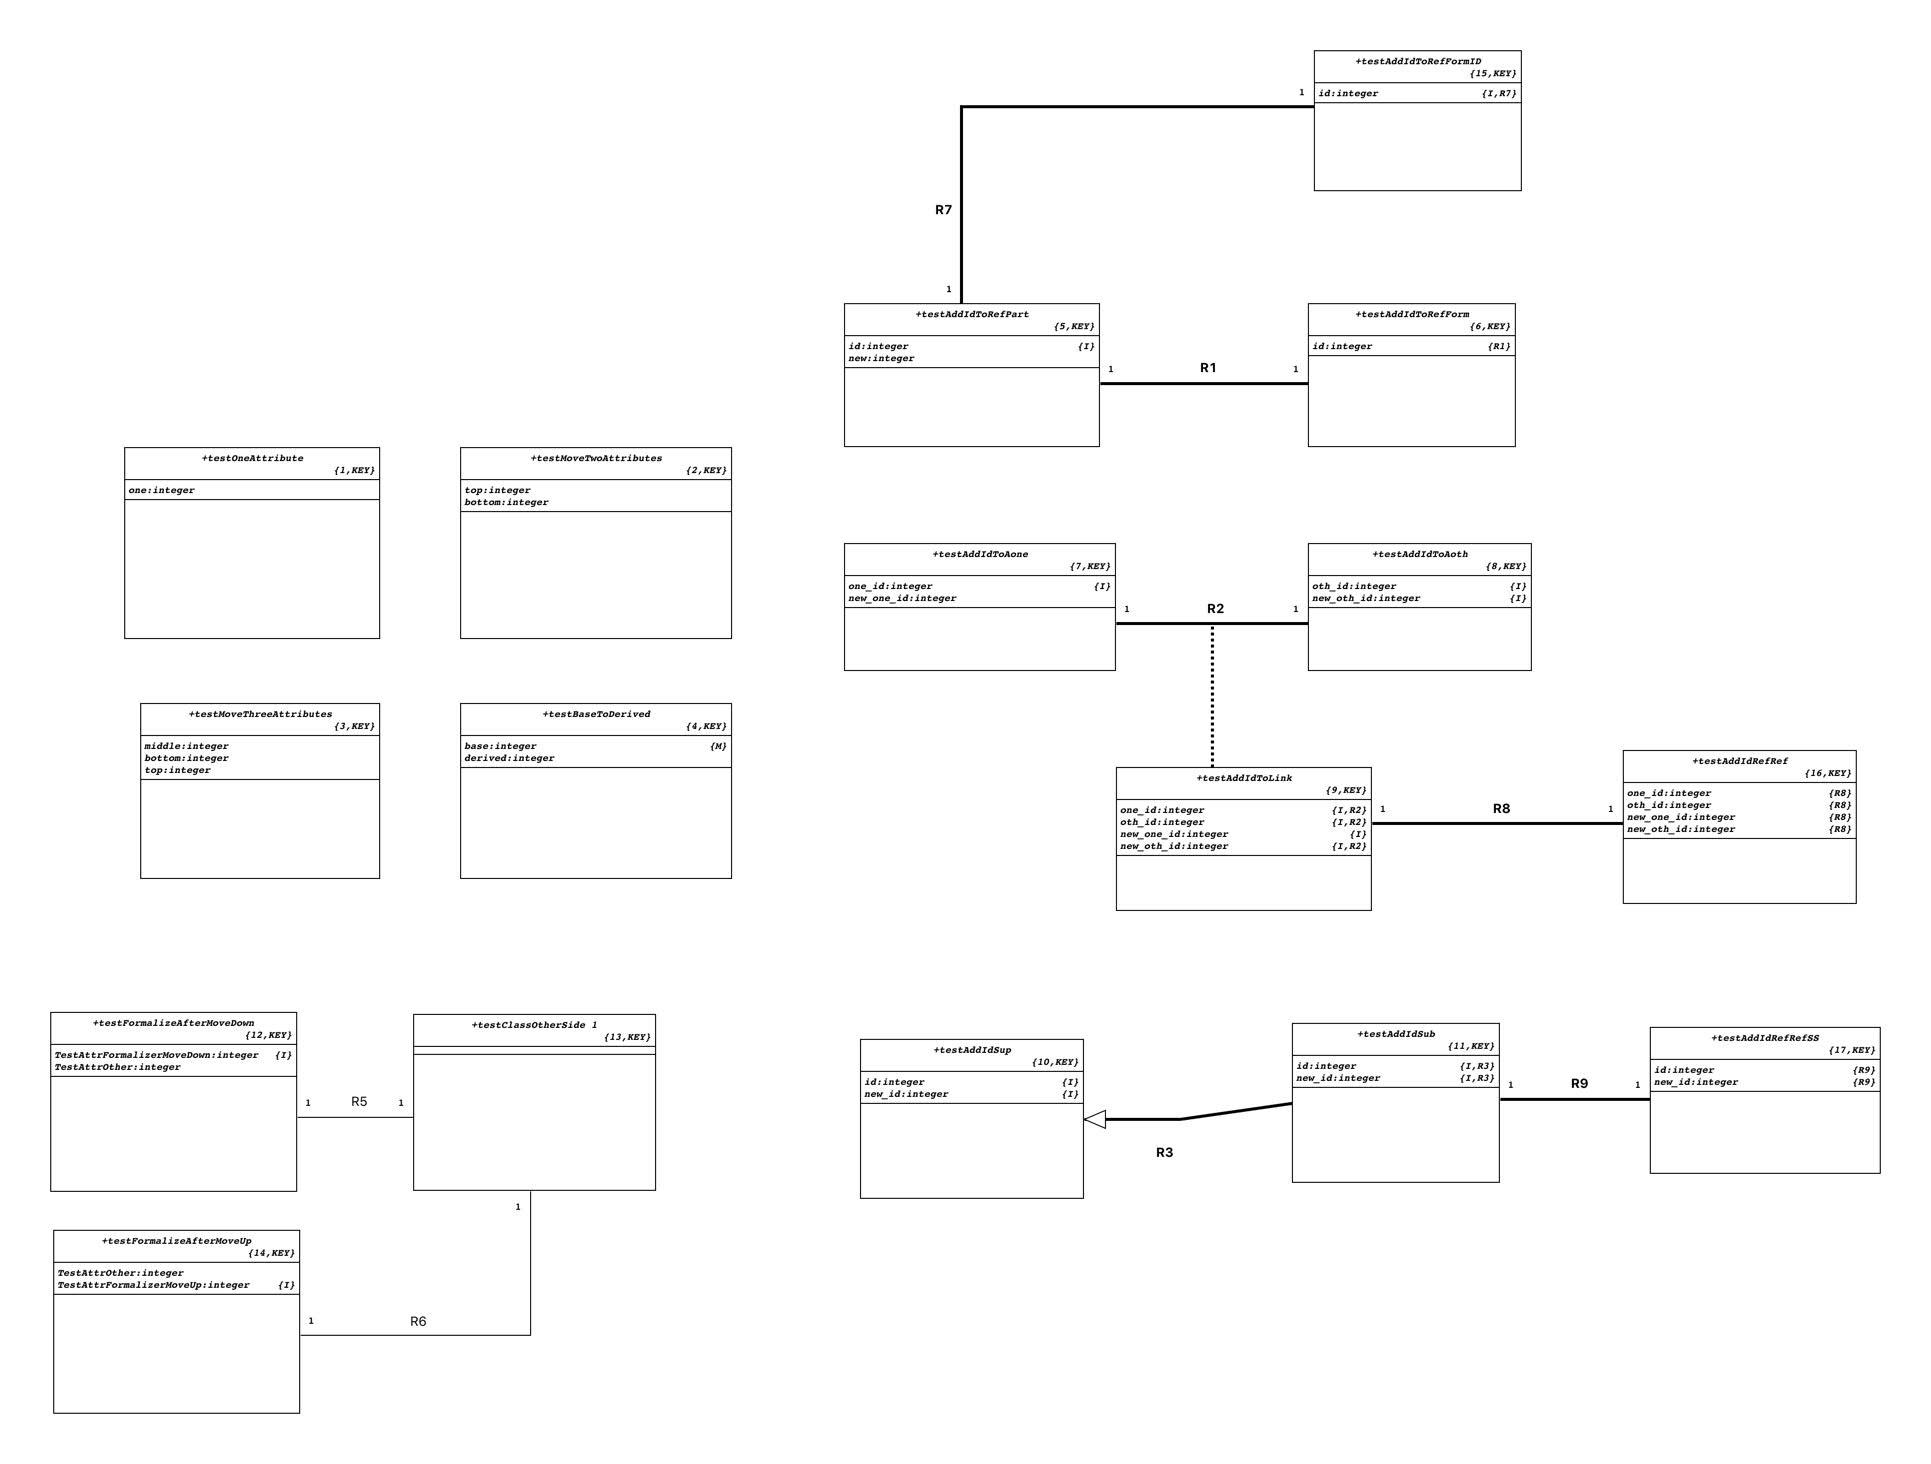 +testAddIdToRefFormID
{15,KEY}
1
id:integer {I,R7}
R7
1
+testAddIdToRefPart
{5,KEY}
id:integer {I}
new:integer
1
R1
1
+testAddIdToRefForm
{6,KEY}
id:integer {R1}
+testOneAttribute
{1,KEY}
one:integer
+testMoveTwoAttributes
{2,KEY}
top:integer
bottom:integer
+testAddIdToAone
{7,KEY}
one_id:integer {I}
new_one_id:integer
1
R2
1
+testAddIdToAoth
{8,KEY}
oth_id:integer {I}
new_oth_id:integer {I}
+testMoveThreeAttributes
{3,KEY}
middle:integer
bottom:integer
top:integer
+testBaseToDerived
{4,KEY}
base:integer {M}
derived:integer
+testAddIdToLink
{9,KEY}
one_id:integer {I,R2}
oth_id:integer {I,R2}
new_one_id:integer {I}
new_oth_id:integer {I,R2}
1
R8
1
+testAddIdRefRef
{16,KEY}
one_id:integer {R8}
oth_id:integer {R8}
new_one_id:integer {R8}
new_oth_id:integer {R8}
+testFormalizeAfterMoveDown
{12,KEY}
TestAttrFormalizerMoveDown:integer {I}
TestAttrOther:integer
1
R5
1
+testClassOtherSide 1
{13,KEY}
1
+testFormalizeAfterMoveUp
{14,KEY}
TestAttrOther:integer
TestAttrFormalizerMoveUp:integer {I}
1
R6
+testAddIdSup
{10,KEY}
id:integer {I}
new_id:integer {I}
R3
+testAddIdSub
{11,KEY}
id:integer {I,R3}
new_id:integer {I,R3}
1
R9
1
+testAddIdRefRefSS
{17,KEY}
id:integer {R9}
new_id:integer {R9}